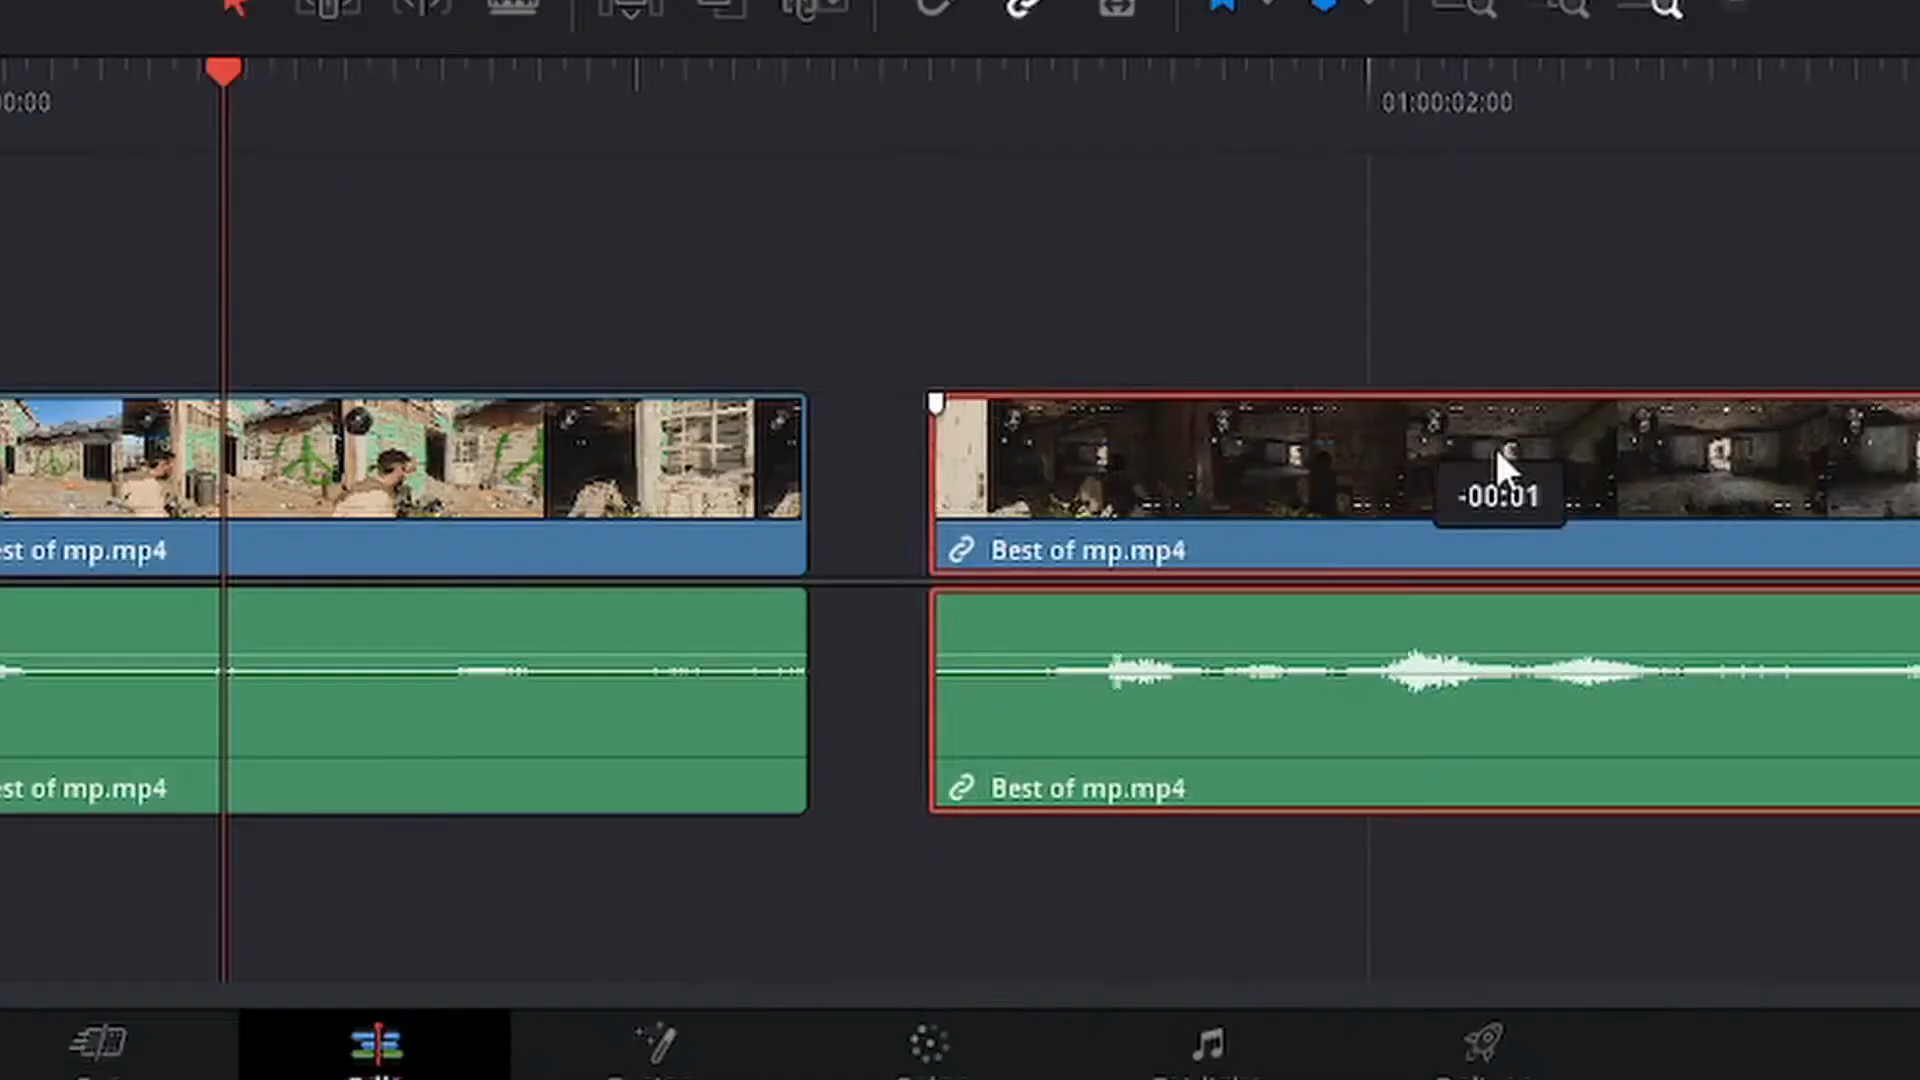 00:00
01:00:02:00
-00:01
est of mp.mp4
Best of mp.mp4
est of mp.mp4
Best of mp.mp4